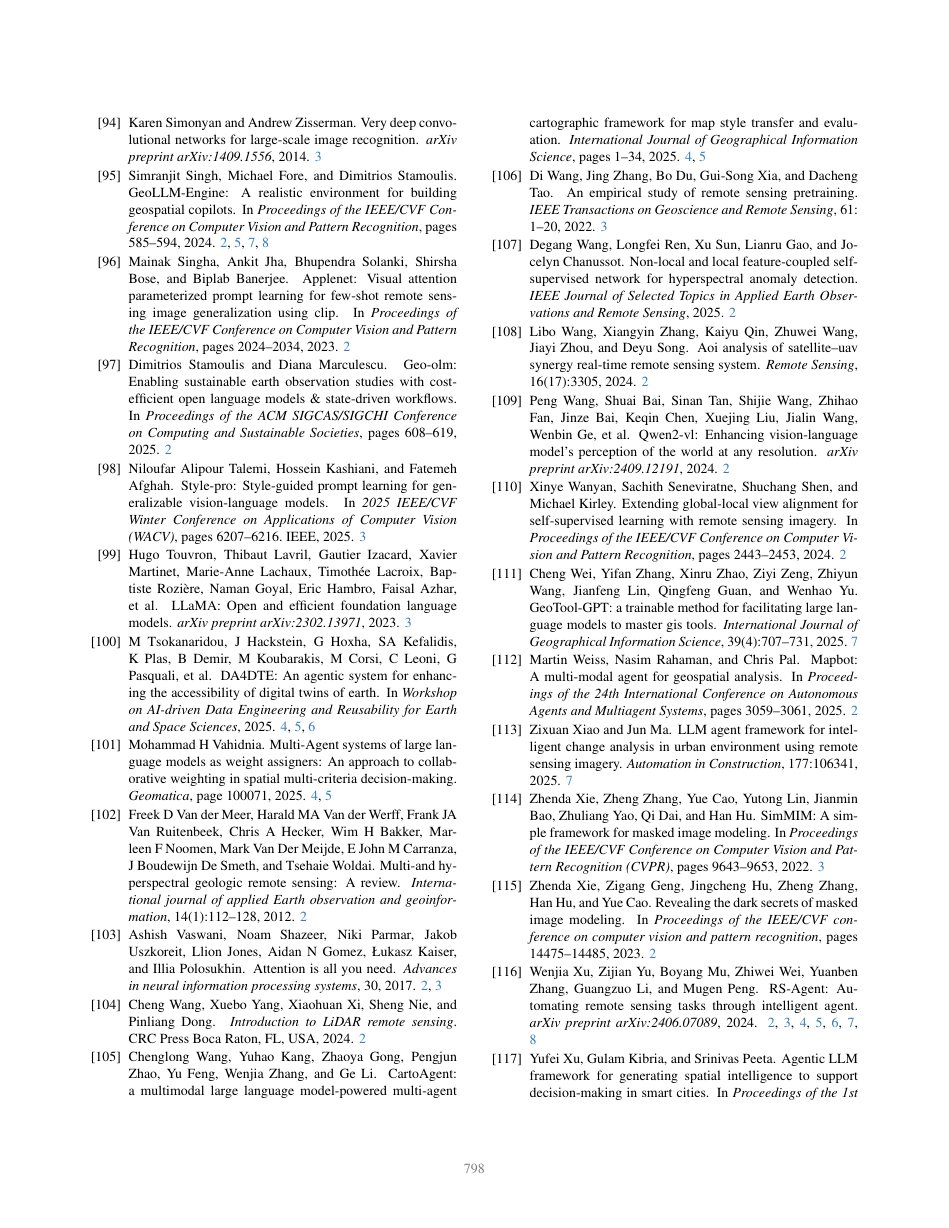 [94] Karen Simonyan and Andrew Zisserman. Very deep convo-
lutional networks for large-scale image recognition. arXiv
preprint arXiv:1409.1556, 2014. 3
[95] Simranjit Singh, Michael Fore, and Dimitrios Stamoulis.
GeoLLM-Engine: A realistic environment for building
geospatial copilots. In Proceedings of the IEEE/CVF Con-
ference on Computer Vision and Pattern Recognition, pages
585–594, 2024. 2, 5, 7, 8
[96] Mainak Singha, Ankit Jha, Bhupendra Solanki, Shirsha
Bose, and Biplab Banerjee. Applenet: Visual attention
parameterized prompt learning for few-shot remote sens-
ing image generalization using clip. In Proceedings of
the IEEE/CVF Conference on Computer Vision and Pattern
Recognition, pages 2024–2034, 2023. 2
[97] Dimitrios Stamoulis and Diana Marculescu. Geo-olm:
Enabling sustainable earth observation studies with cost-
efficient open language models & state-driven workflows.
In Proceedings of the ACM SIGCAS/SIGCHI Conference
on Computing and Sustainable Societies, pages 608–619,
2025. 2
[98] Niloufar Alipour Talemi, Hossein Kashiani, and Fatemeh
Afghah. Style-pro: Style-guided prompt learning for gen-
eralizable vision-language models. In 2025 IEEE/CVF
Winter Conference on Applications of Computer Vision
(WACV), pages 6207–6216. IEEE, 2025. 3
[99] Hugo Touvron, Thibaut Lavril, Gautier Izacard, Xavier
Martinet, Marie-Anne Lachaux, Timothée Lacroix, Bap-
tiste Rozière, Naman Goyal, Eric Hambro, Faisal Azhar,
et al. LLaMA: Open and efficient foundation language
models. arXiv preprint arXiv:2302.13971, 2023. 3
[100] M Tsokanaridou, J Hackstein, G Hoxha, SA Kefalidis,
K Plas, B Demir, M Koubarakis, M Corsi, C Leoni, G
Pasquali, et al. DA4DTE: An agentic system for enhanc-
ing the accessibility of digital twins of earth. In Workshop
on AI-driven Data Engineering and Reusability for Earth
and Space Sciences, 2025. 4, 5, 6
[101] Mohammad H Vahidnia. Multi-Agent systems of large lan-
guage models as weight assigners: An approach to collab-
orative weighting in spatial multi-criteria decision-making.
Geomatica, page 100071, 2025. 4, 5
[102] Freek D Van der Meer, Harald MA Van der Werff, Frank JA
Van Ruitenbeek, Chris A Hecker, Wim H Bakker, Mar-
leen F Noomen, Mark Van Der Meijde, E John M Carranza,
J Boudewijn De Smeth, and Tsehaie Woldai. Multi-and hy-
perspectral geologic remote sensing: A review. Interna-
tional journal of applied Earth observation and geoinfor-
mation, 14(1):112–128, 2012. 2
[103] Ashish Vaswani, Noam Shazeer, Niki Parmar, Jakob
Uszkoreit, Llion Jones, Aidan N Gomez, Łukasz Kaiser,
and Illia Polosukhin. Attention is all you need. Advances
in neural information processing systems, 30, 2017. 2, 3
[104] Cheng Wang, Xuebo Yang, Xiaohuan Xi, Sheng Nie, and
Pinliang Dong. Introduction to LiDAR remote sensing.
CRC Press Boca Raton, FL, USA, 2024. 2
[105] Chenglong Wang, Yuhao Kang, Zhaoya Gong, Pengjun
Zhao, Yu Feng, Wenjia Zhang, and Ge Li. CartoAgent:
a multimodal large language model-powered multi-agent
cartographic framework for map style transfer and evalu-
ation. International Journal of Geographical Information
Science, pages 1–34, 2025. 4, 5
[106] Di Wang, Jing Zhang, Bo Du, Gui-Song Xia, and Dacheng
Tao. An empirical study of remote sensing pretraining.
IEEE Transactions on Geoscience and Remote Sensing, 61:
1–20, 2022. 3
[107] Degang Wang, Longfei Ren, Xu Sun, Lianru Gao, and Jo-
celyn Chanussot. Non-local and local feature-coupled self-
supervised network for hyperspectral anomaly detection.
IEEE Journal of Selected Topics in Applied Earth Obser-
vations and Remote Sensing, 2025. 2
[108] Libo Wang, Xiangyin Zhang, Kaiyu Qin, Zhuwei Wang,
Jiayi Zhou, and Deyu Song. Aoi analysis of satellite–uav
synergy real-time remote sensing system. Remote Sensing,
16(17):3305, 2024. 2
[109] Peng Wang, Shuai Bai, Sinan Tan, Shijie Wang, Zhihao
Fan, Jinze Bai, Keqin Chen, Xuejing Liu, Jialin Wang,
Wenbin Ge, et al. Qwen2-vl: Enhancing vision-language
model's perception of the world at any resolution. arXiv
preprint arXiv:2409.12191, 2024. 2
[110] Xinye Wanyan, Sachith Seneviratne, Shuchang Shen, and
Michael Kirley. Extending global-local view alignment for
self-supervised learning with remote sensing imagery. In
Proceedings of the IEEE/CVF Conference on Computer Vi-
sion and Pattern Recognition, pages 2443–2453, 2024. 2
[111] Cheng Wei, Yifan Zhang, Xinru Zhao, Ziyi Zeng, Zhiyun
Wang, Jianfeng Lin, Qingfeng Guan, and Wenhao Yu.
GeoTool-GPT: a trainable method for facilitating large lan-
guage models to master gis tools. International Journal of
Geographical Information Science, 39(4):707–731, 2025. 7
[112] Martin Weiss, Nasim Rahaman, and Chris Pal. Mapbot:
A multi-modal agent for geospatial analysis. In Proceed-
ings of the 24th International Conference on Autonomous
Agents and Multiagent Systems, pages 3059–3061, 2025. 2
[113] Zixuan Xiao and Jun Ma. LLM agent framework for intel-
ligent change analysis in urban environment using remote
sensing imagery. Automation in Construction, 177:106341,
2025. 7
[114] Zhenda Xie, Zheng Zhang, Yue Cao, Yutong Lin, Jianmin
Bao, Zhuliang Yao, Qi Dai, and Han Hu. SimMIM: A sim-
ple framework for masked image modeling. In Proceedings
of the IEEE/CVF Conference on Computer Vision and Pat-
tern Recognition (CVPR), pages 9643–9653, 2022. 3
[115] Zhenda Xie, Zigang Geng, Jingcheng Hu, Zheng Zhang,
Han Hu, and Yue Cao. Revealing the dark secrets of masked
image modeling. In Proceedings of the IEEE/CVF con-
ference on computer vision and pattern recognition, pages
14475–14485, 2023. 2
[116] Wenjia Xu, Zijian Yu, Boyang Mu, Zhiwei Wei, Yuanben
Zhang, Guangzuo Li, and Mugen Peng. RS-Agent: Au-
tomating remote sensing tasks through intelligent agent.
arXiv preprint arXiv:2406.07089, 2024. 2, 3, 4, 5, 6, 7,
8
[117] Yufei Xu, Gulam Kibria, and Srinivas Peeta. Agentic LLM
framework for generating spatial intelligence to support
decision-making in smart cities. In Proceedings of the 1st
798